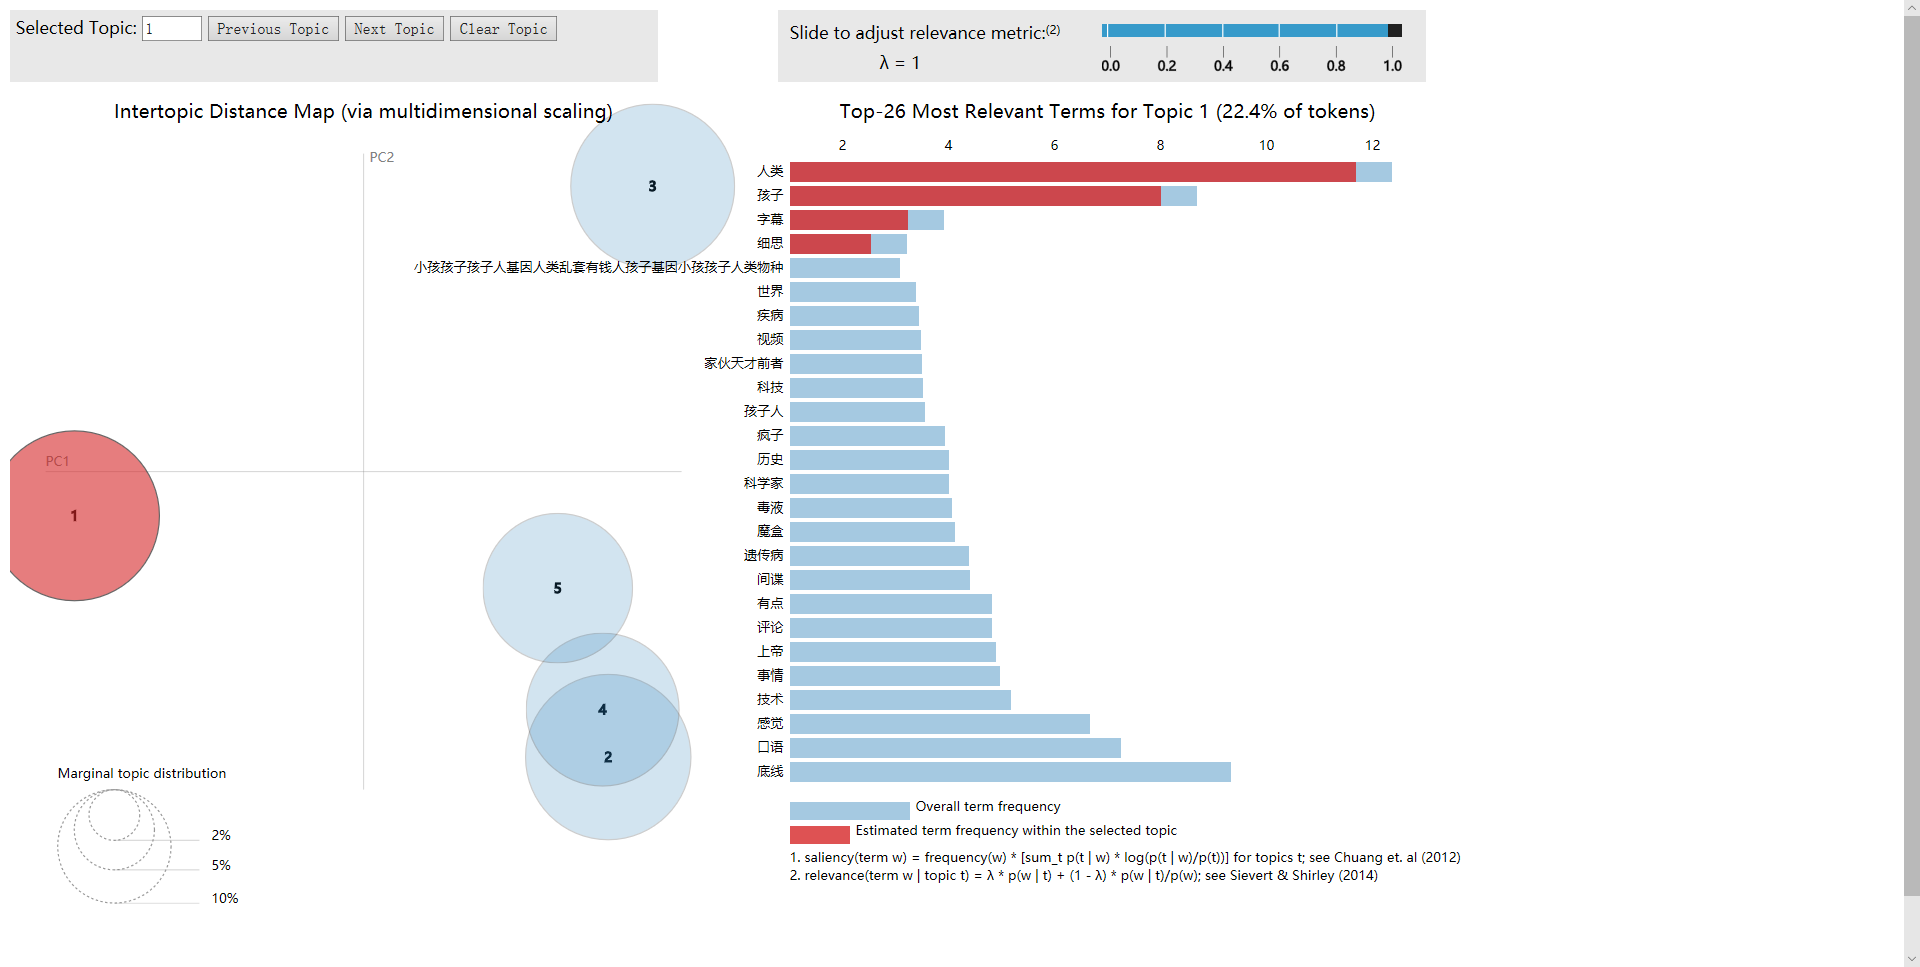 Selected Topic: 1 Previous Topic Next Topic Clear Topic
Slide to adjust relevance metric:(2)
λ = 1
0.0 0.2 0.4 0.6 0.8 1.0
Intertopic Distance Map (via multidimensional scaling)
PC2
PC1
3
1
5
4
2
Marginal topic distribution
2%
5%
10%
Top-26 Most Relevant Terms for Topic 1 (22.4% of tokens)
2 4 6 8 10 12
人类
孩子
字幕
细思
小孩孩子孩子人基因人类乱套有钱人孩子基因小孩孩子人类物种
世界
疾病
视频
家伙天才前者
科技
孩子人
疯子
历史
科学家
毒液
魔盒
遗传病
间谍
有点
评论
上帝
事情
技术
感觉
口语
底线
Overall term frequency
Estimated term frequency within the selected topic
1. saliency(term w) = frequency(w) * [sum_t p(t | w) * log(p(t | w)/p(t))] for topics t; see Chuang et. al (2012)
2. relevance(term w | topic t) = λ * p(w | t) + (1 - λ) * p(w | t)/p(w); see Sievert & Shirley (2014)